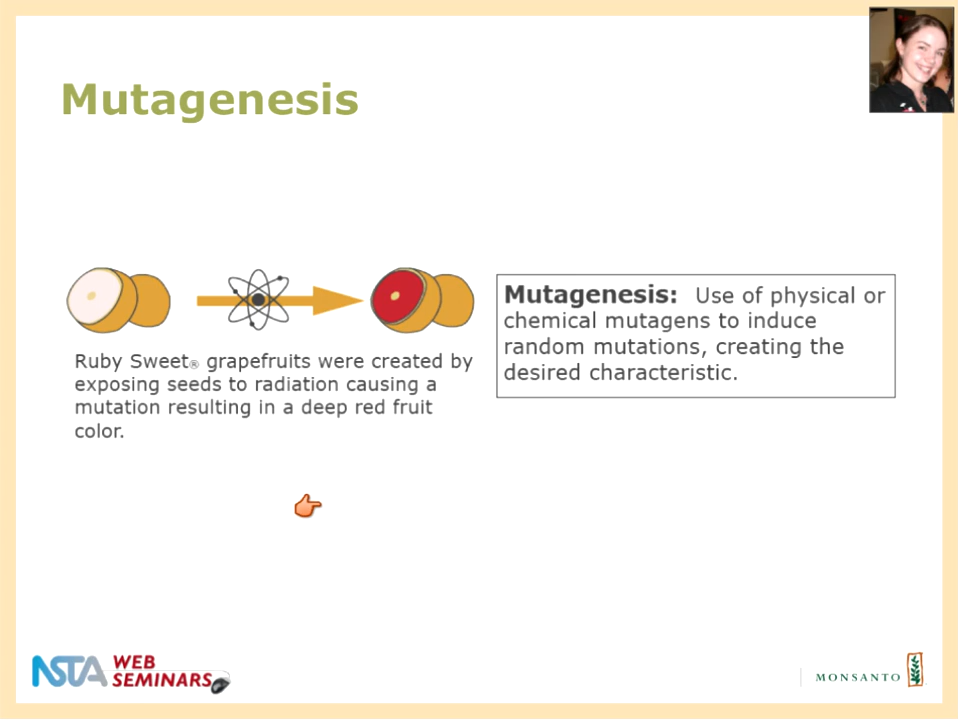 Mutagenesis
Ruby Sweet® grapefruits were created by
exposing seeds to radiation causing a
mutation resulting in a deep red fruit
color.
Mutagenesis: Use of physical or
chemical mutagens to induce
random mutations, creating the
desired characteristic.
NSTA WEB
SEMINARS
MONSANTO